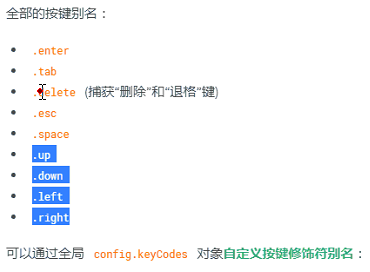 全部的按键别名：
.enter
.tab
.delete (捕获“删除”和“退格”键)
.esc
.space
.up
.down
.left
.right
可以通过全局 config.keyCodes 对象自定义按键修饰符别名：